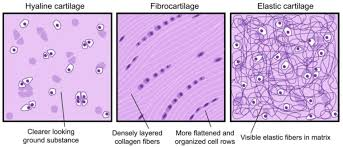 Hyaline cartilage
Fibrocartilage
Elastic cartilage
Clearer looking
ground substance
Densely layered
collagen fibers
More flattened and
organized cell rows
Visible elastic fibers in matrix